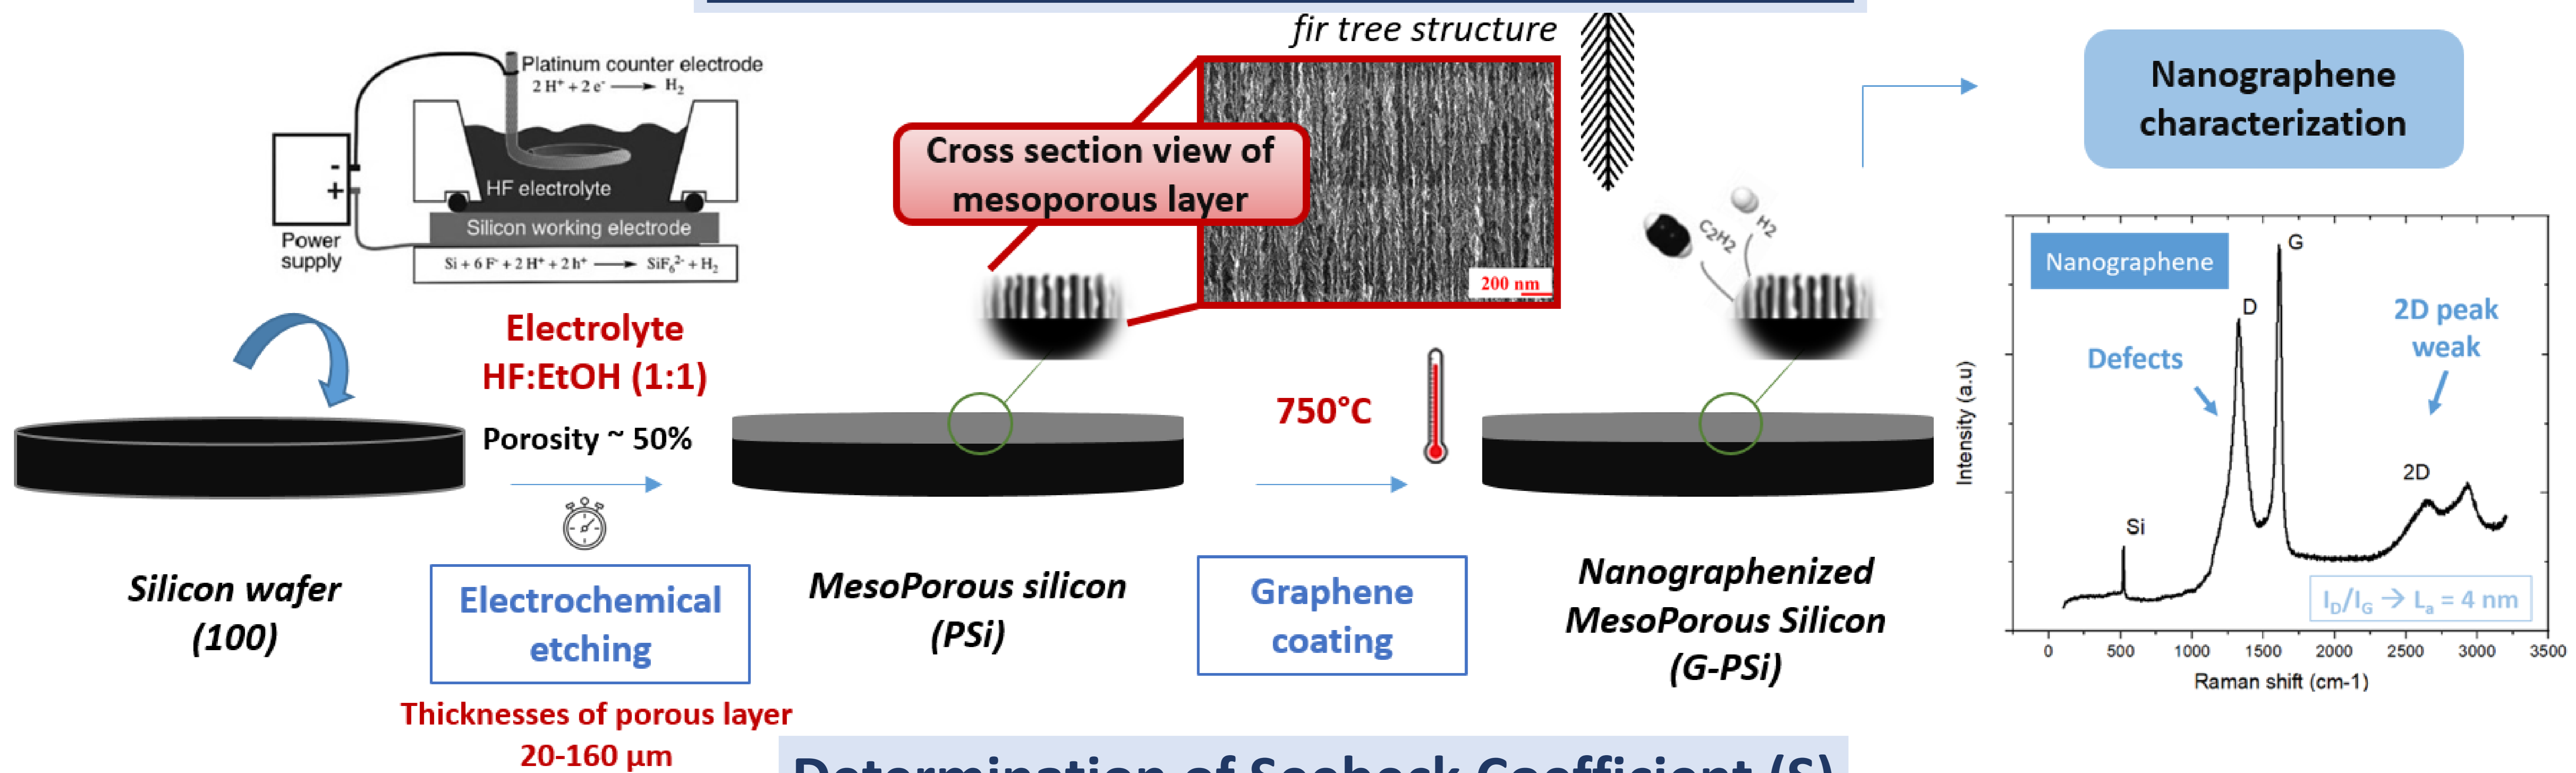 fir tree structure
Platinum counter electrode
2 H⁺ + 2 e⁻ ⟶ H₂
HF electrolyte
Silicon working electrode
Si + 6 F⁻ + 2 H⁺ + 2 h⁺ ⟶ SiF₆²⁻ + H₂
-
+
Power
supply
Electrolyte
HF:EtOH (1:1)
Porosity ~ 50%
Silicon wafer
(100)
Electrochemical
etching
Thicknesses of porous layer
20-160 µm
Cross section view of
mesoporous layer
200 nm
MesoPorous silicon
(PSi)
750°C
Graphene
coating
C2H2
H2
Nanographenized
MesoPorous Silicon
(G-PSi)
Nanographene
characterization
Nanographene
G
D
Defects
2D peak
weak
2D
Si
I_D/I_G → L_a = 4 nm
Intensity (a.u)
0 500 1000 1500 2000 2500 3000 3500
Raman shift (cm-1)
Determination of Seebeck Coefficient (S)